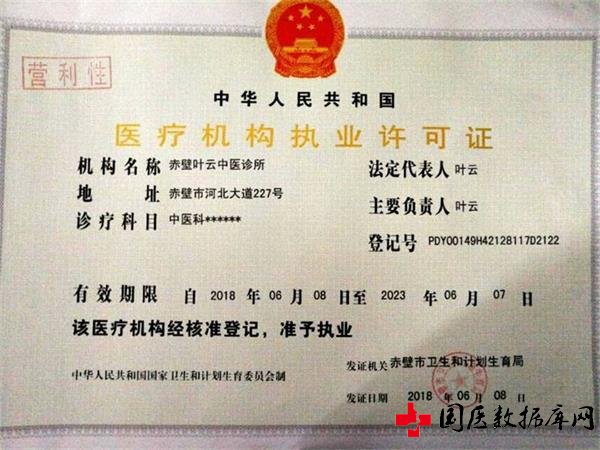 营利性
中华人民共和国
医疗机构执业许可证
机构名称 赤壁叶云中医诊所
法定代表人 叶云
地 址 赤壁市河北大道227号
主要负责人 叶云
诊疗科目 中医科******
登记号 PDY00149H42128117D2122
有效期限 自 2018 年 06 月 08 日至 2023 年 06 月 07 日
该医疗机构经核准登记，准予执业
发证机关 赤壁市卫生和计划生育局
中华人民共和国国家卫生和计划生育委员会制
发证日期 2018 年 06 月 08 日
国医数据库网